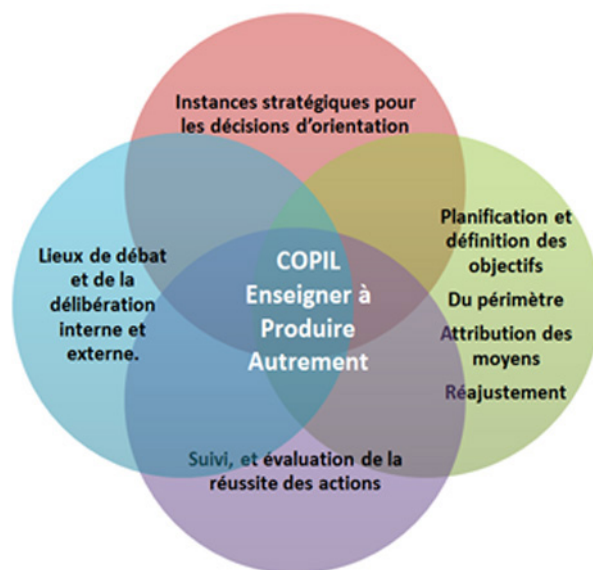 Instances stratégiques pour
les décisions d'orientation
Lieux de débat
et de la
délibération
interne et
externe.
COPIL
Enseigner à
Produire
Autrement
Planification et
définition des
objectifs
Du périmètre
Attribution des
moyens
Réajustement
Suivi, et évaluation de la
réussite des actions